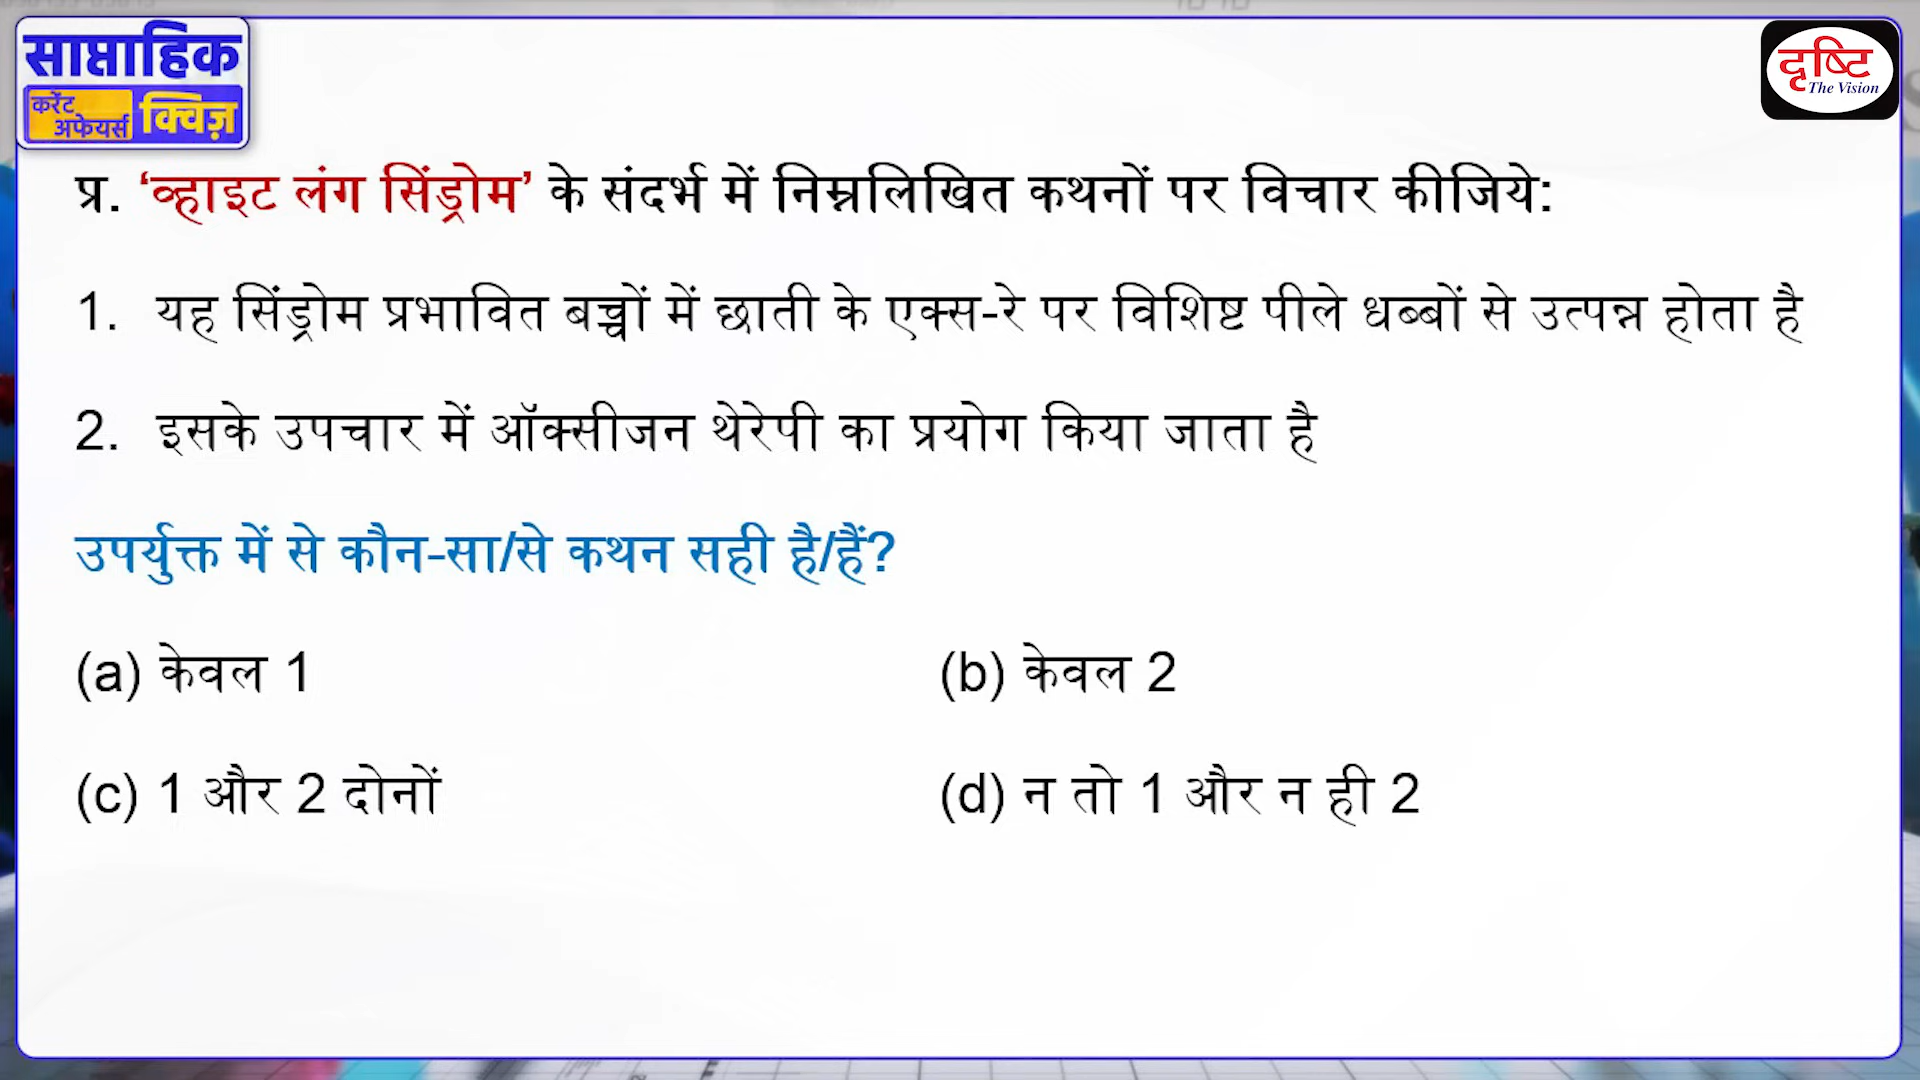 साप्ताहिक
करेंट
अफेयर्स क्विज़
दृष्टि
The Vision
प्र. ‘व्हाइट लंग सिंड्रोम’ के संदर्भ में निम्नलिखित कथनों पर विचार कीजिये:
1. यह सिंड्रोम प्रभावित बच्चों में छाती के एक्स-रे पर विशिष्ट पीले धब्बों से उत्पन्न होता है
2. इसके उपचार में ऑक्सीजन थेरेपी का प्रयोग किया जाता है
उपर्युक्त में से कौन-सा/से कथन सही है/हैं?
(a) केवल 1
(b) केवल 2
(c) 1 और 2 दोनों
(d) न तो 1 और न ही 2